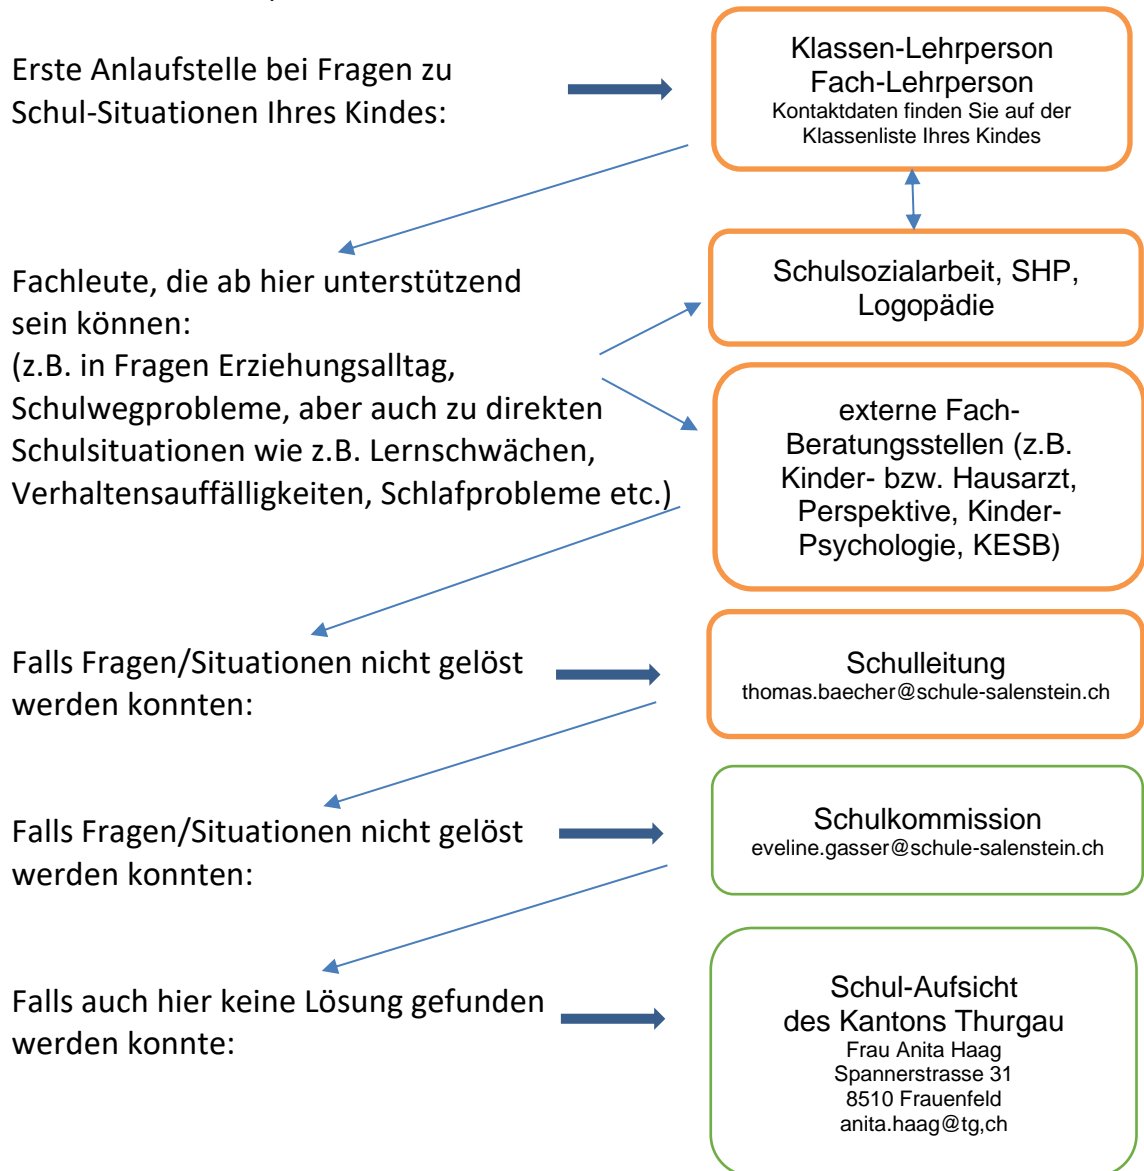 Erste Anlaufstelle bei Fragen zu
Schul-Situationen Ihres Kindes:
Klassen-Lehrperson
Fach-Lehrperson
Kontaktdaten finden Sie auf der
Klassenliste Ihres Kindes
Fachleute, die ab hier unterstützend
sein können:
(z.B. in Fragen Erziehungsalltag,
Schulwegprobleme, aber auch zu direkten
Schulsituationen wie z.B. Lernschwächen,
Verhaltensauffälligkeiten, Schlafprobleme etc.)
Schulsozialarbeit, SHP,
Logopädie
externe Fach-
Beratungsstellen (z.B.
Kinder- bzw. Hausarzt,
Perspektive, Kinder-
Psychologie, KESB)
Falls Fragen/Situationen nicht gelöst
werden konnten:
Schulleitung
thomas.baecher@schule-salenstein.ch
Falls Fragen/Situationen nicht gelöst
werden konnten:
Schulkommission
eveline.gasser@schule-salenstein.ch
Falls auch hier keine Lösung gefunden
werden konnte:
Schul-Aufsicht
des Kantons Thurgau
Frau Anita Haag
Spannerstrasse 31
8510 Frauenfeld
anita.haag@tg,ch